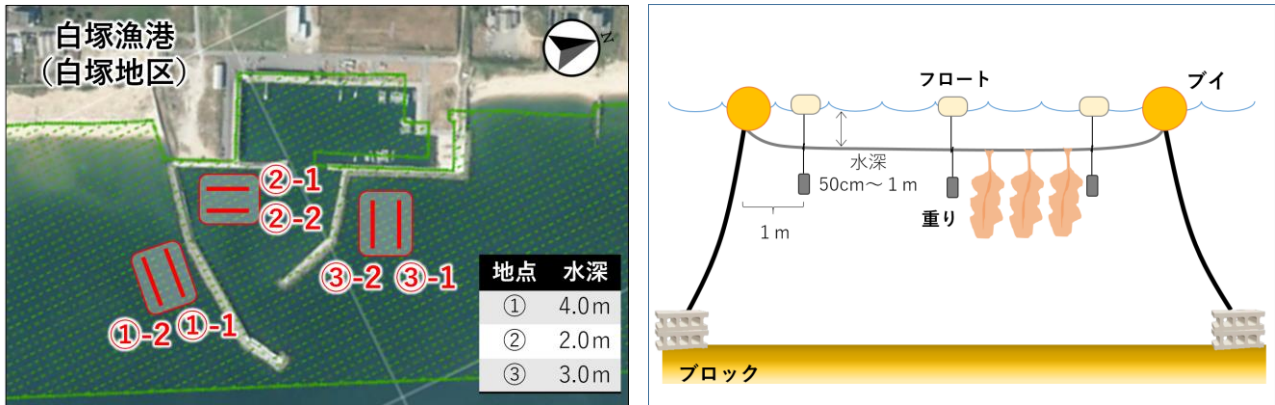 白塚漁港
（白塚地区）
N
②-1
②-2
③-2 ③-1
①-2 ①-1
地点 水深
① 4.0m
② 2.0m
③ 3.0m
フロート
ブイ
水深
50cm～1m
重り
1m
ブロック